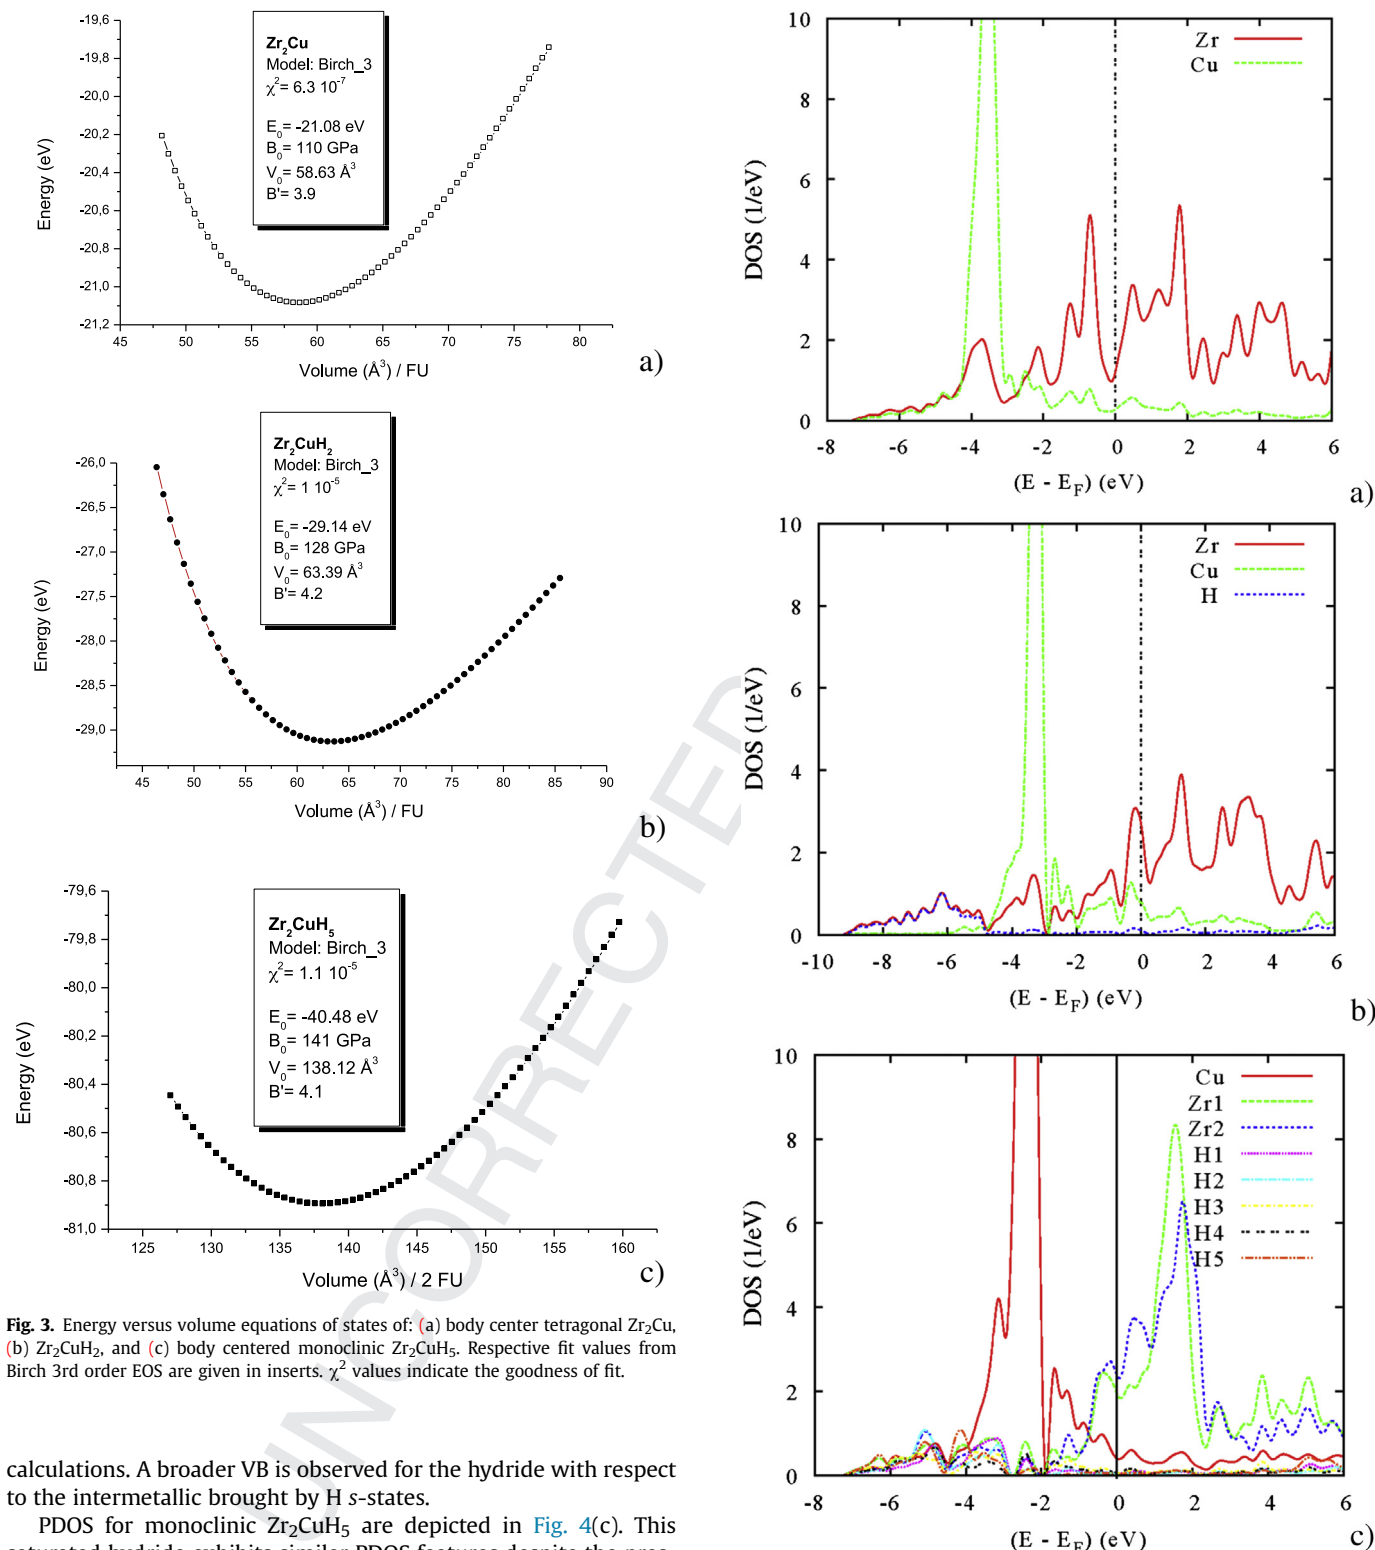 -19,6
-19,8
-20,0
-20,2
-20,4
-20,6
-20,8
-21,0
-21,2
Energy (eV)
Zr₂Cu
Model: Birch_3
χ²= 6.3 10⁻⁷
E₀= -21.08 eV
B₀= 110 GPa
V₀= 58.63 Å³
B'= 3.9
45 50 55 60 65 70 75 80
Volume (Å³) / FU
a)
-26,0
-26,5
-27,0
-27,5
-28,0
-28,5
-29,0
Energy (eV)
Zr₂CuH₂
Model: Birch_3
χ²= 1 10⁻⁵
E₀= -29.14 eV
B₀= 128 GPa
V₀= 63.39 Å³
B'= 4.2
45 50 55 60 65 70 75 80 85 90
Volume (Å³) / FU
b)
-79,6
-79,8
-80,0
-80,2
-80,4
-80,6
-80,8
-81,0
Energy (eV)
Zr₂CuH₅
Model: Birch_3
χ²= 1.1 10⁻⁵
E₀= -40.48 eV
B₀= 141 GPa
V₀= 138.12 Å³
B'= 4.1
125 130 135 140 145 150 155 160
Volume (Å³) / 2 FU
c)
Fig. 3. Energy versus volume equations of states of: (a) body center tetragonal Zr₂Cu,
(b) Zr₂CuH₂, and (c) body centered monoclinic Zr₂CuH₅. Respective fit values from
Birch 3rd order EOS are given in inserts. χ² values indicate the goodness of fit.
calculations. A broader VB is observed for the hydride with respect
to the intermetallic brought by H s-states.
PDOS for monoclinic Zr₂CuH₅ are depicted in Fig. 4(c). This
saturated hydride exhibits similar PDOS features despite the pres-
UNCORRECTED
10
8
6
4
2
0
DOS (1/eV)
Zr
Cu
-8 -6 -4 -2 0 2 4 6
(E - E_F) (eV)
a)
10
8
6
4
2
0
DOS (1/eV)
Zr
Cu
H
-10 -8 -6 -4 -2 0 2 4 6
(E - E_F) (eV)
b)
10
8
6
4
2
0
DOS (1/eV)
Cu
Zr1
Zr2
H1
H2
H3
H4
H5
-8 -6 -4 -2 0 2 4 6
(E - E_F) (eV)
c)